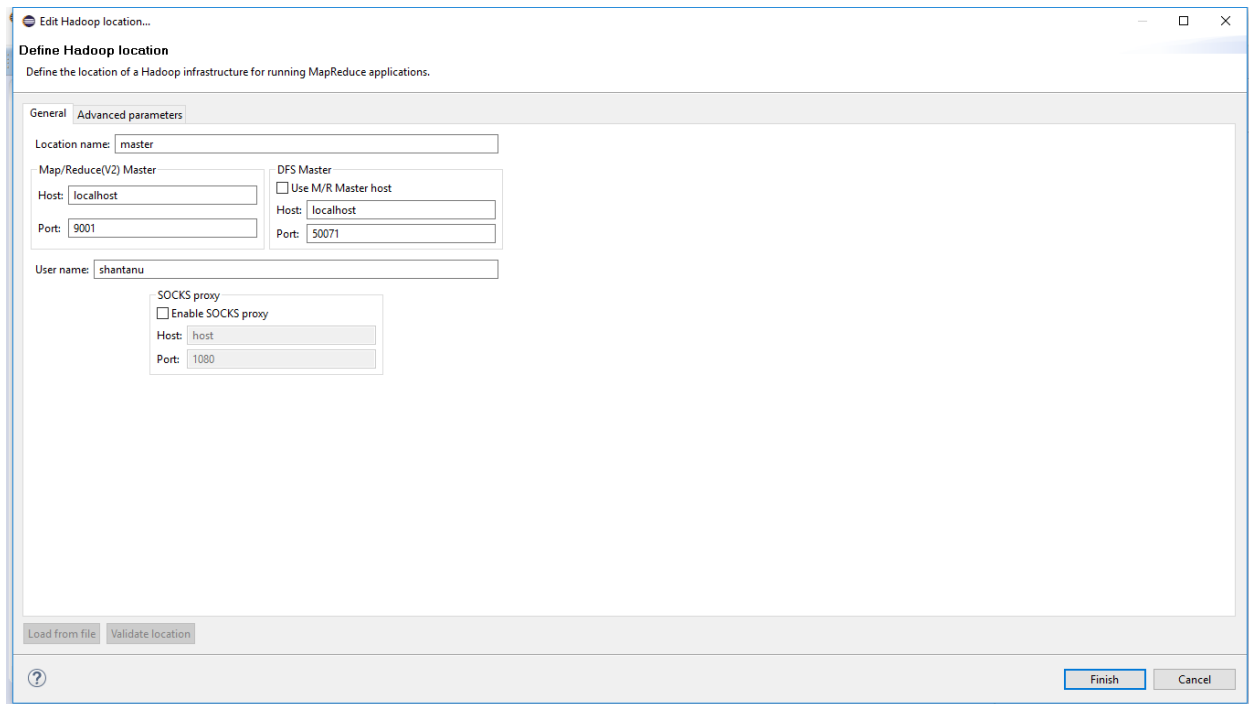 Edit Hadoop location...
Define Hadoop location
Define the location of a Hadoop infrastructure for running MapReduce applications.
General Advanced parameters
Location name: master
Map/Reduce(V2) Master
Host: localhost
Port: 9001
DFS Master
Use M/R Master host
Host: localhost
Port: 50071
User name: shantanu
SOCKS proxy
Enable SOCKS proxy
Host: host
Port: 1080
Load from file Validate location
? Finish Cancel